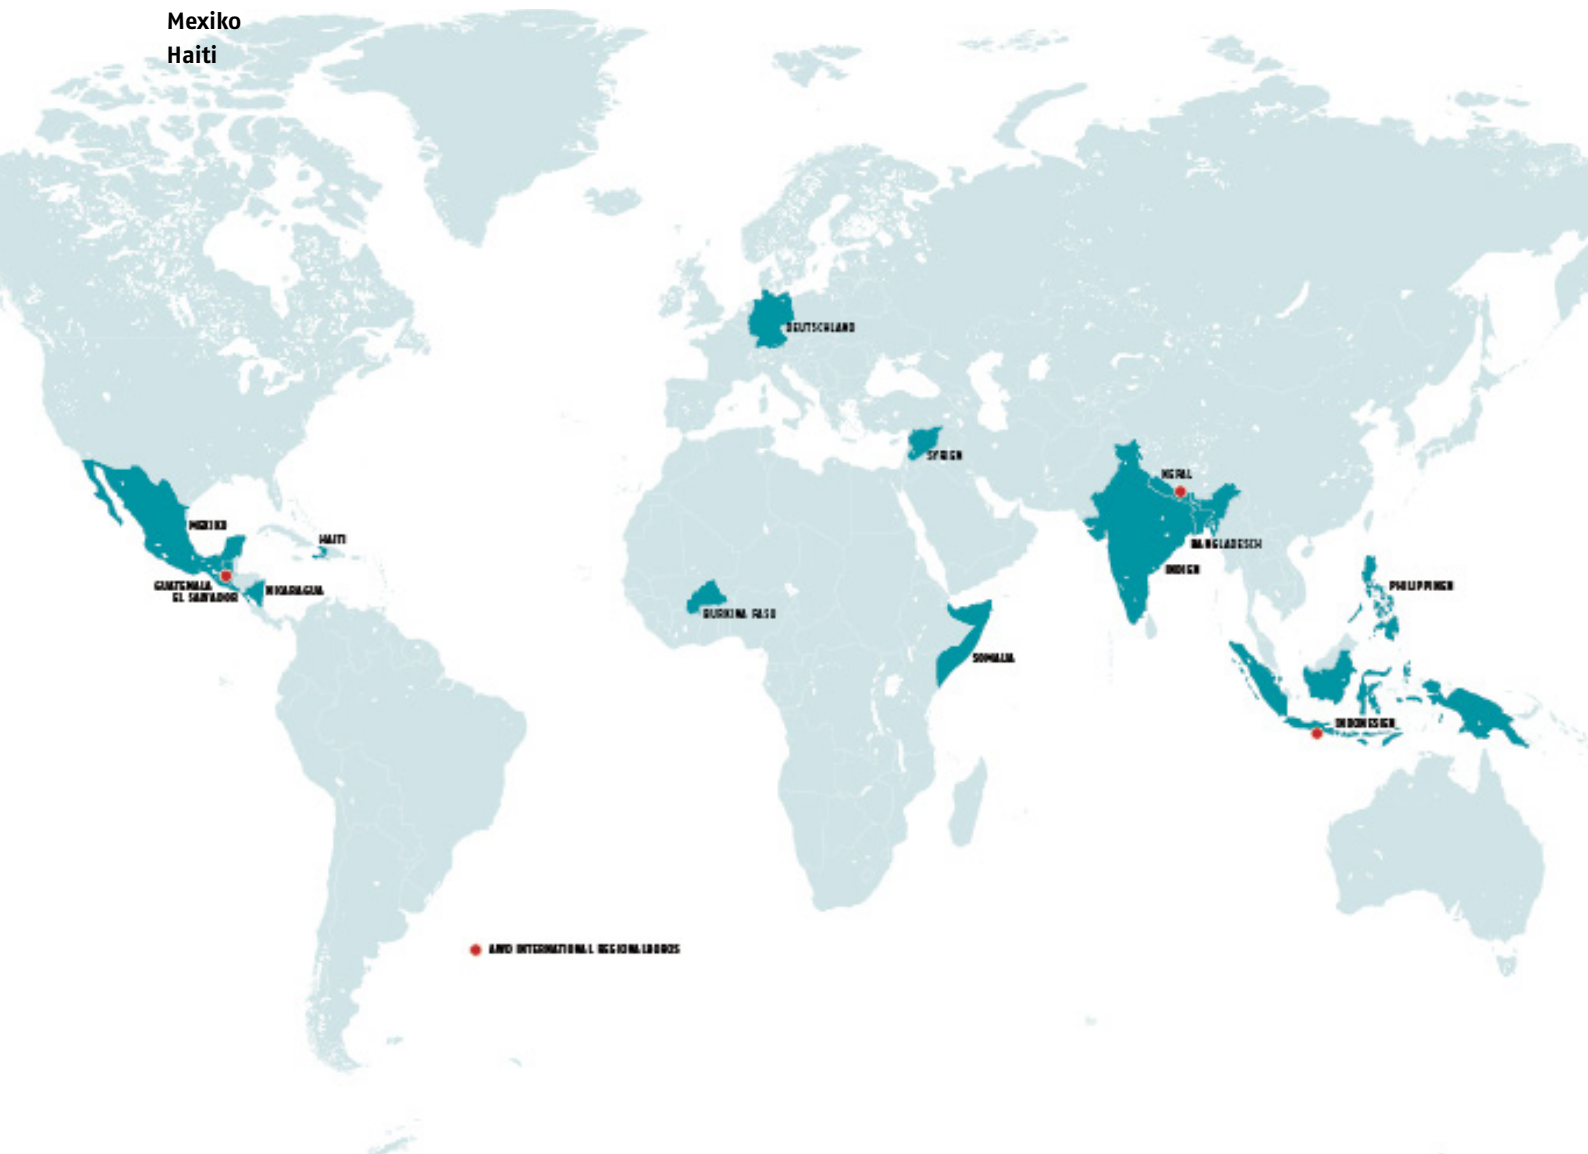 Mexiko
Haiti
DEUTSCHLAND
SYRIEN
NEPAL
MEXIKO
HAITI
BANGLADESCH
INDIEN
GUATEMALA
EL SALVADOR
NICARAGUA
PHILIPPINEN
BURKINA FASO
SOMALIA
INDONESIEN
AWO INTERNATIONAL REGIONALBÜROS